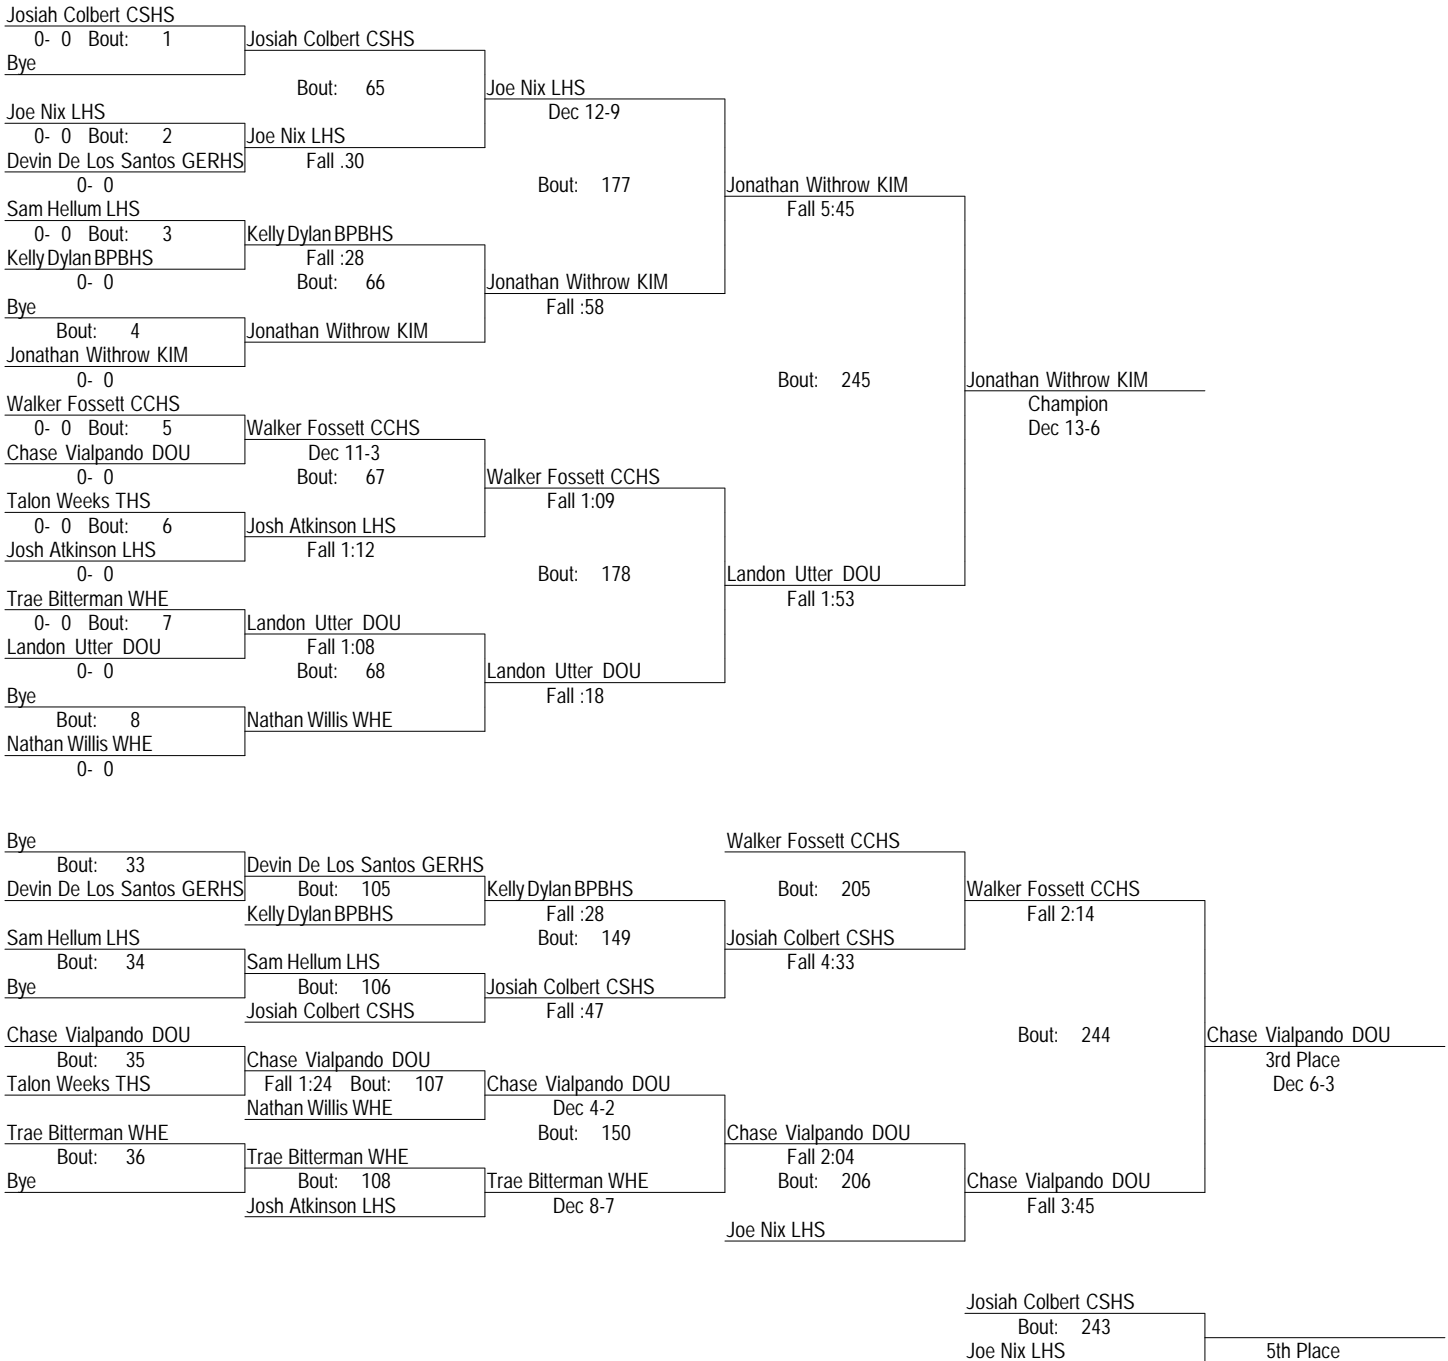 Josiah Colbert CSHS
0- 0 Bout: 1 Josiah Colbert CSHS
Bye
Bout: 65 Joe Nix LHS
Joe Nix LHS Dec 12-9
0- 0 Bout: 2 Joe Nix LHS
Devin De Los Santos GERHS Fall .30
0- 0 Bout: 177 Jonathan Withrow KIM
Sam Hellum LHS Fall 5:45
0- 0 Bout: 3 Kelly Dylan BPBHS
Kelly Dylan BPBHS Fall :28
0- 0 Bout: 66 Jonathan Withrow KIM
Bye Fall :58
Bout: 4 Jonathan Withrow KIM
Jonathan Withrow KIM
0- 0 Bout: 245 Jonathan Withrow KIM
Walker Fossett CCHS Champion
0- 0 Bout: 5 Walker Fossett CCHS Dec 13-6
Chase Vialpando DOU Dec 11-3
0- 0 Bout: 67 Walker Fossett CCHS
Talon Weeks THS Fall 1:09
0- 0 Bout: 6 Josh Atkinson LHS
Josh Atkinson LHS Fall 1:12
0- 0 Bout: 178 Landon Utter DOU
Trae Bitterman WHE Fall 1:53
0- 0 Bout: 7 Landon Utter DOU
Landon Utter DOU Fall 1:08
0- 0 Bout: 68 Landon Utter DOU
Bye Fall :18
Bout: 8 Nathan Willis WHE
Nathan Willis WHE
0- 0
Bye Walker Fossett CCHS
Bout: 33 Devin De Los Santos GERHS
Devin De Los Santos GERHS Bout: 105 Kelly Dylan BPBHS Bout: 205 Walker Fossett CCHS
Kelly Dylan BPBHS Fall :28 Fall 2:14
Sam Hellum LHS Bout: 149 Josiah Colbert CSHS
Bout: 34 Sam Hellum LHS Fall 4:33
Bye Bout: 106 Josiah Colbert CSHS
Josiah Colbert CSHS Fall :47
Chase Vialpando DOU Bout: 244 Chase Vialpando DOU
Bout: 35 Chase Vialpando DOU 3rd Place
Talon Weeks THS Fall 1:24 Bout: 107 Chase Vialpando DOU Dec 6-3
Nathan Willis WHE Dec 4-2
Trae Bitterman WHE Bout: 150 Chase Vialpando DOU
Bout: 36 Trae Bitterman WHE Fall 2:04
Bye Bout: 108 Trae Bitterman WHE Bout: 206 Chase Vialpando DOU
Josh Atkinson LHS Dec 8-7 Fall 3:45
Joe Nix LHS
Josiah Colbert CSHS
Bout: 243
Joe Nix LHS 5th Place